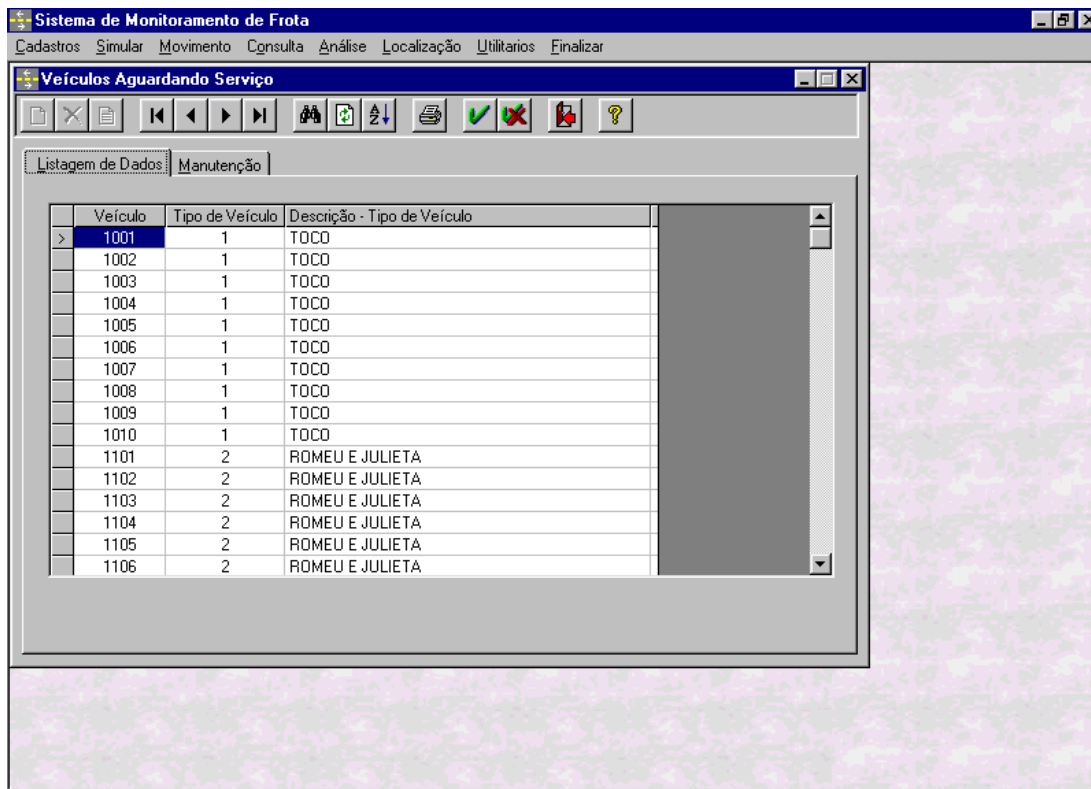 Sistema de Monitoramento de Frota
Cadastros Simular Movimento Consulta Análise Localização Utilitarios Finalizar
Veículos Aguardando Serviço
Listagem de Dados Manutenção
Veículo Tipo de Veículo Descrição - Tipo de Veículo
1001 1 TOCO
1002 1 TOCO
1003 1 TOCO
1004 1 TOCO
1005 1 TOCO
1006 1 TOCO
1007 1 TOCO
1008 1 TOCO
1009 1 TOCO
1010 1 TOCO
1101 2 ROMEU E JULIETA
1102 2 ROMEU E JULIETA
1103 2 ROMEU E JULIETA
1104 2 ROMEU E JULIETA
1105 2 ROMEU E JULIETA
1106 2 ROMEU E JULIETA